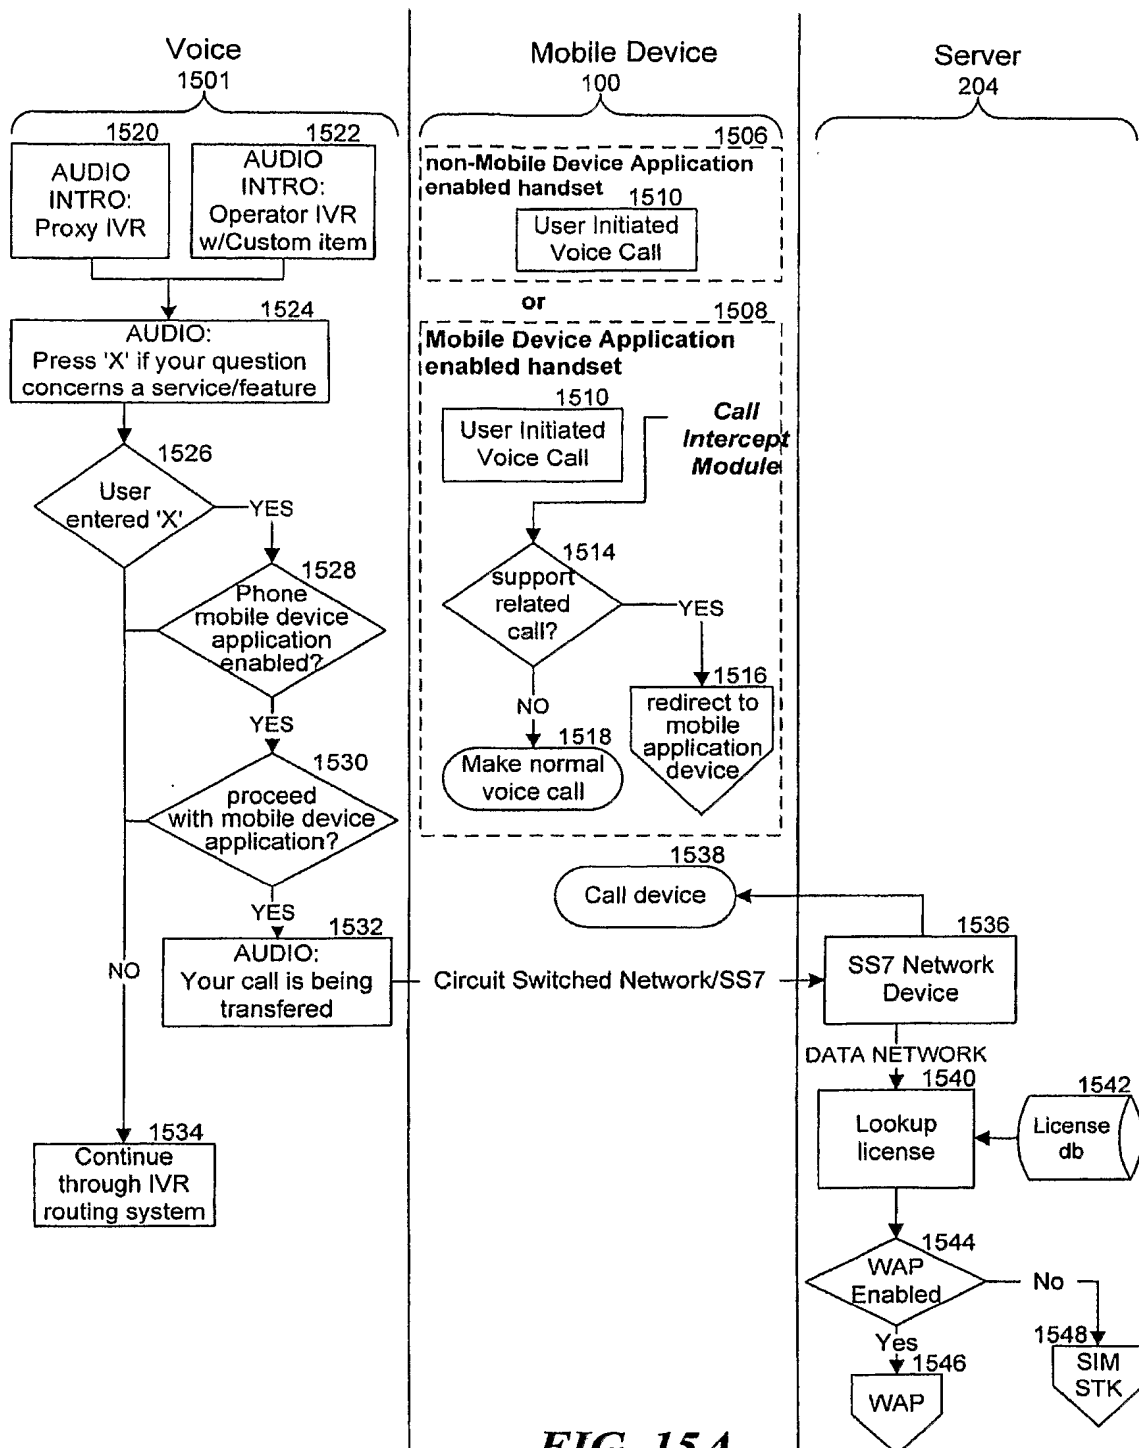 Voice
1501
1520
AUDIO
INTRO:
Proxy IVR
1522
AUDIO
INTRO:
Operator IVR
w/Custom item
1524
AUDIO:
Press 'X' if your question
concerns a service/feature
1526
User
entered 'X'
YES
1528
Phone
mobile device
application
enabled?
YES
1530
proceed
with mobile device
application?
YES
1532
AUDIO:
Your call is being
transfered
NO
1534
Continue
through IVR
routing system
Mobile Device
100
1506
non-Mobile Device Application
enabled handset
1510
User Initiated
Voice Call
or
1508
Mobile Device Application
enabled handset
1510
User Initiated
Voice Call
Call
Intercept
Module
1514
support
related
call?
YES
NO
1516
redirect to
mobile
application
device
1518
Make normal
voice call
1538
Call device
Circuit Switched Network/SS7
Server
204
1536
SS7 Network
Device
DATA NETWORK
1540
Lookup
license
1542
License
db
1544
WAP
Enabled
No
Yes
1546
WAP
1548
SIM
STK
FIG. 15A